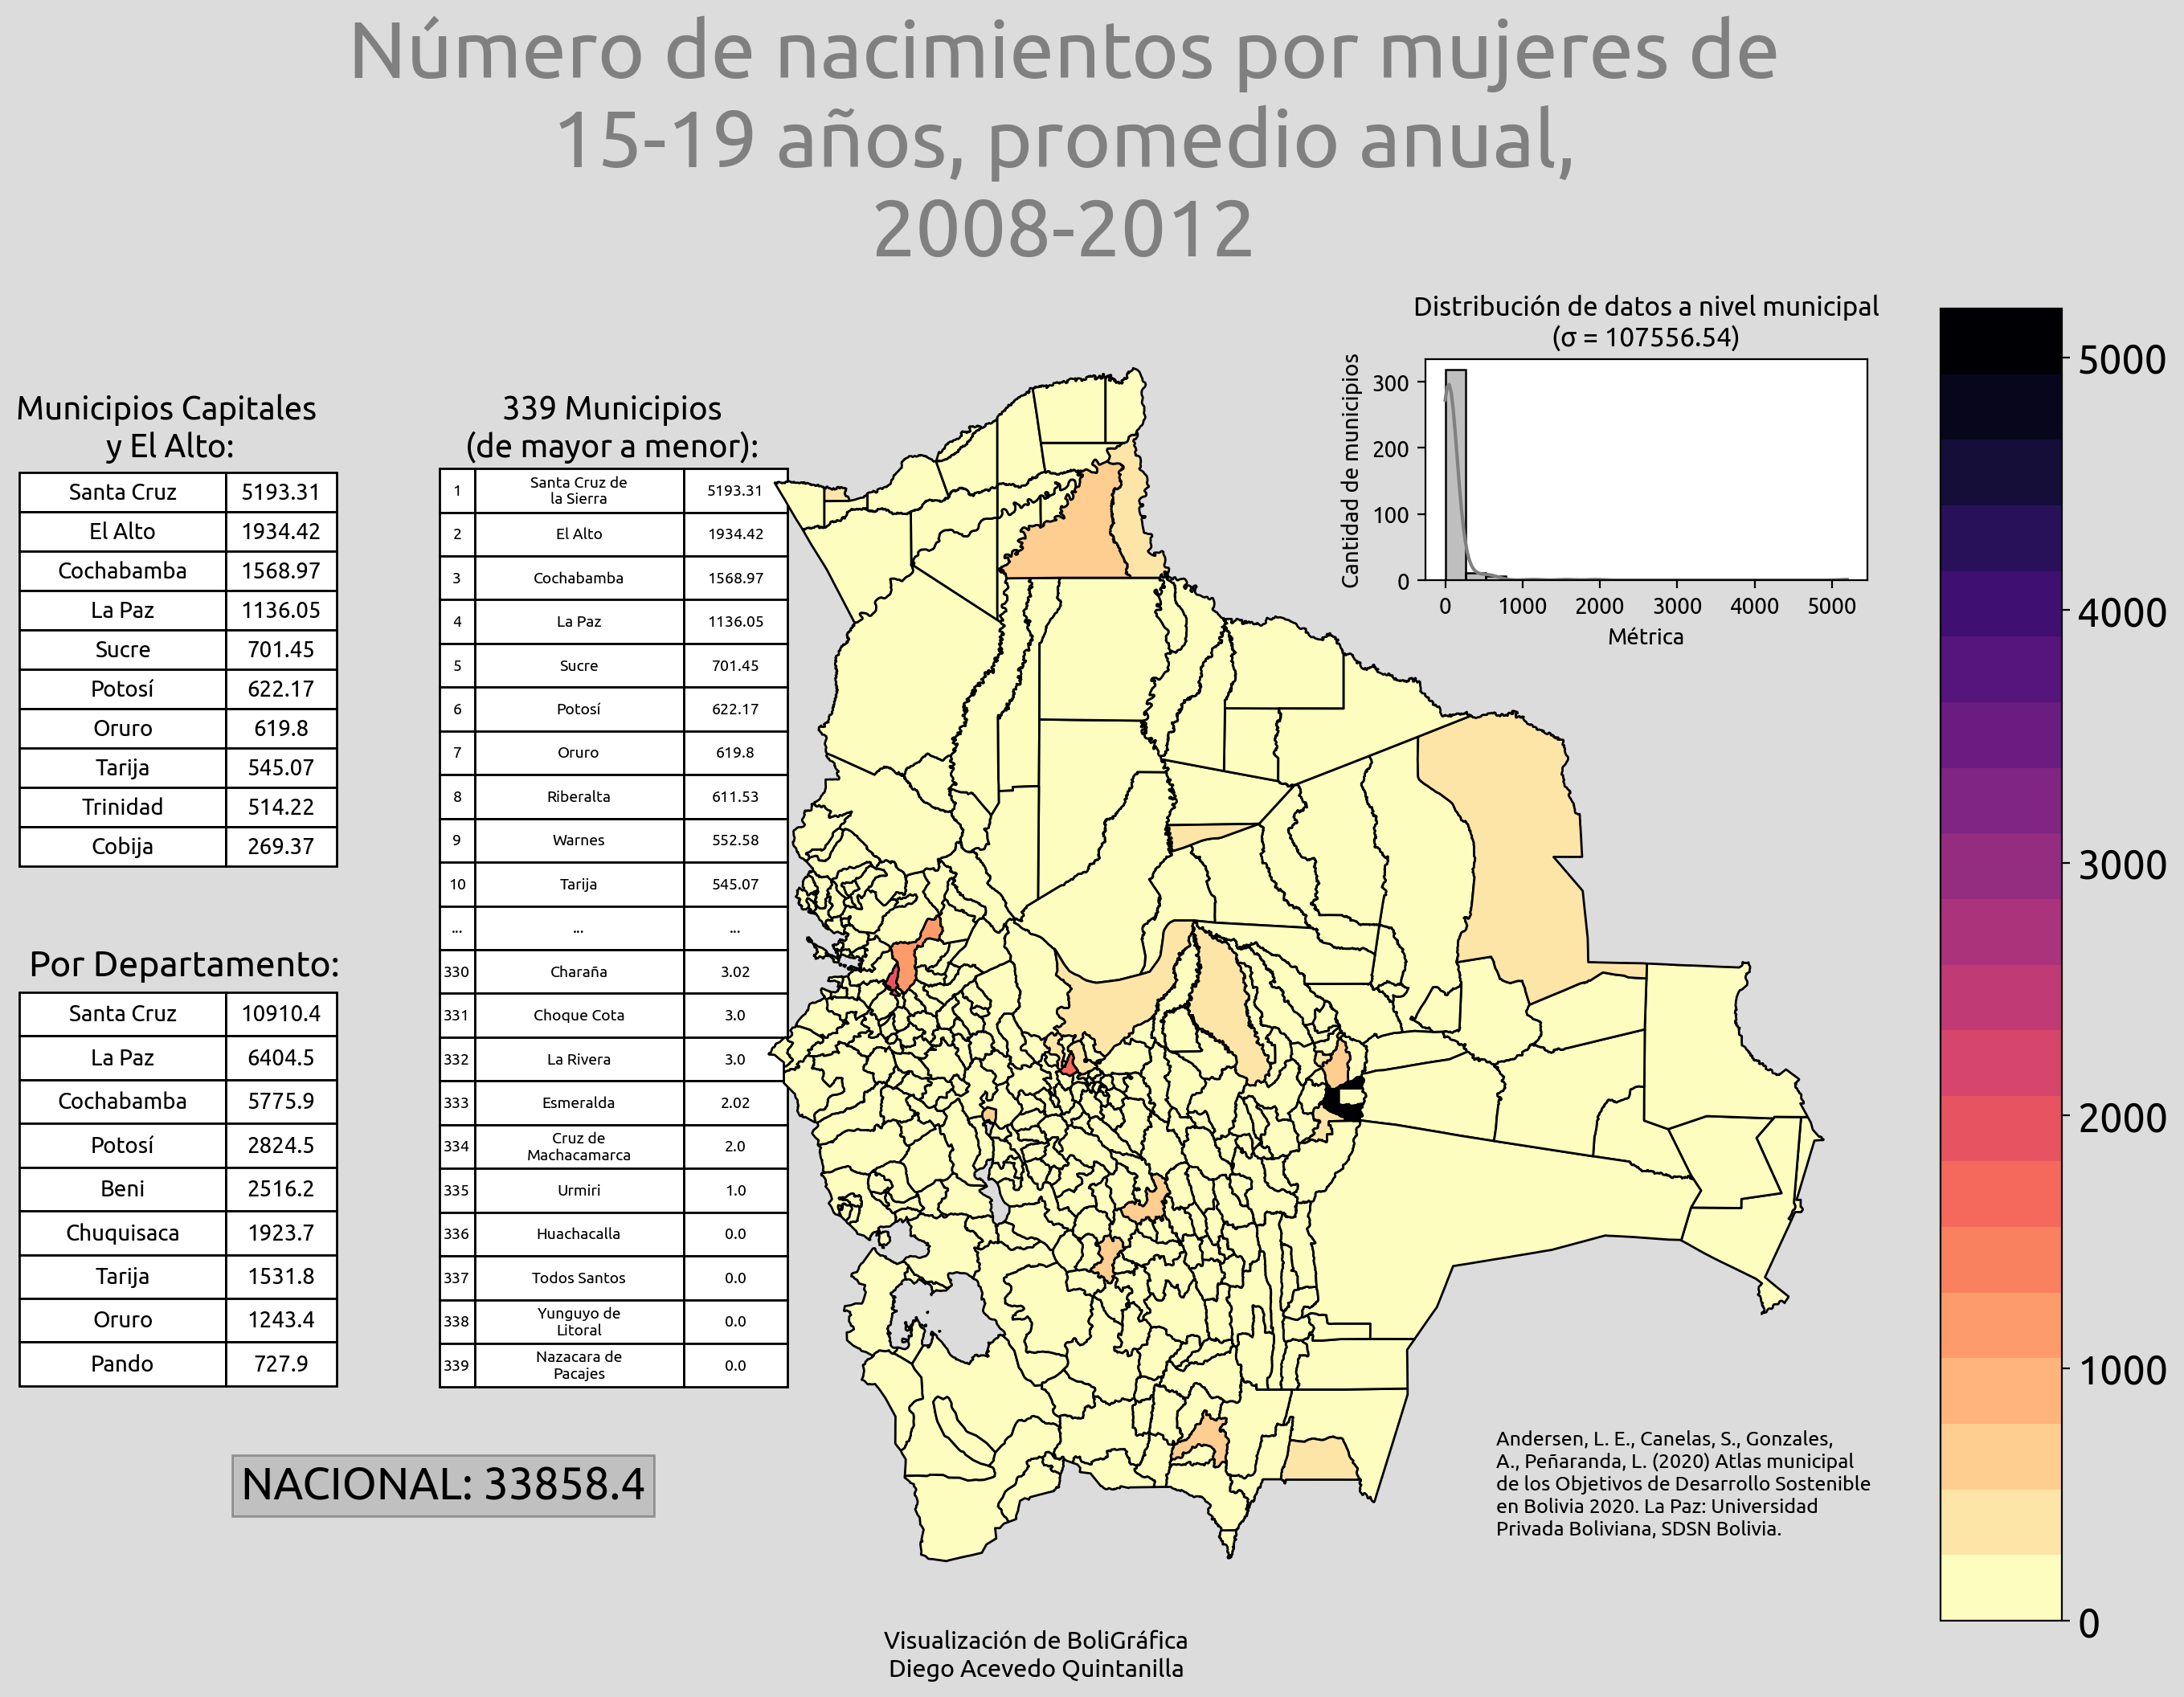 Número de nacimientos por mujeres de
15-19 años, promedio anual,
2008-2012
Municipios Capitales
y El Alto:
Santa Cruz 5193.31
El Alto 1934.42
Cochabamba 1568.97
La Paz 1136.05
Sucre 701.45
Potosí 622.17
Oruro 619.8
Tarija 545.07
Trinidad 514.22
Cobija 269.37
Por Departamento:
Santa Cruz 10910.4
La Paz 6404.5
Cochabamba 5775.9
Potosí 2824.5
Beni 2516.2
Chuquisaca 1923.7
Tarija 1531.8
Oruro 1243.4
Pando 727.9
NACIONAL: 33858.4
339 Municipios
(de mayor a menor):
1 Santa Cruz de
la Sierra 5193.31
2 El Alto 1934.42
3 Cochabamba 1568.97
4 La Paz 1136.05
5 Sucre 701.45
6 Potosí 622.17
7 Oruro 619.8
8 Riberalta 611.53
9 Warnes 552.58
10 Tarija 545.07
... ... ...
330 Charaña 3.02
331 Choque Cota 3.0
332 La Rivera 3.0
333 Esmeralda 2.02
334 Cruz de
Machacamarca 2.0
335 Urmiri 1.0
336 Huachacalla 0.0
337 Todos Santos 0.0
338 Yunguyo de
Litoral 0.0
339 Nazacara de
Pacajes 0.0
Distribución de datos a nivel municipal
(σ = 107556.54)
Cantidad de municipios
300
200
100
0
0 1000 2000 3000 4000 5000
Métrica
5000
4000
3000
2000
1000
0
Andersen, L. E., Canelas, S., Gonzales,
A., Peñaranda, L. (2020) Atlas municipal
de los Objetivos de Desarrollo Sostenible
en Bolivia 2020. La Paz: Universidad
Privada Boliviana, SDSN Bolivia.
Visualización de BoliGráfica
Diego Acevedo Quintanilla